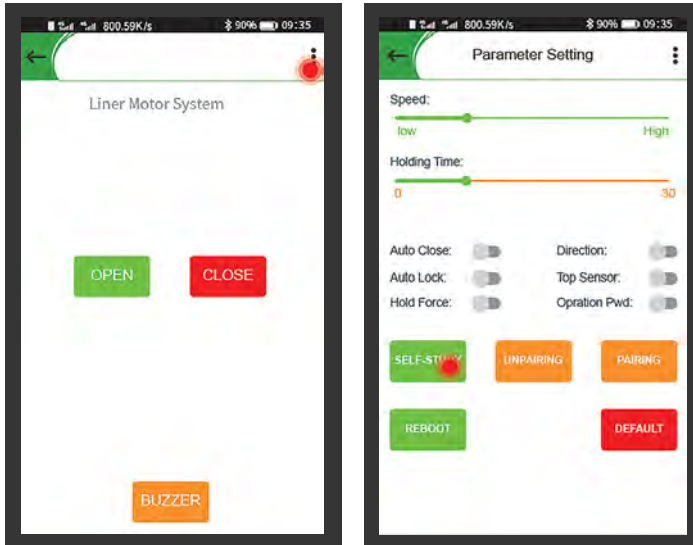 800.59K/s 90% 09:35
Liner Motor System
OPEN CLOSE
BUZZER
800.59K/s 90% 09:35
Parameter Setting
Speed:
low High
Holding Time:
0 30
Auto Close: Direction:
Auto Lock: Top Sensor:
Hold Force: Opration Pwd:
SELF-STUDY UNPAIRING PAIRING
REBOOT DEFAULT